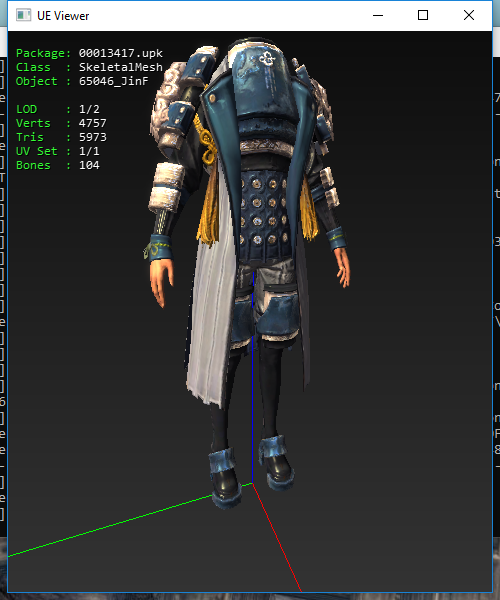 UE Viewer
Package: 00013417.upk
Class  : SkeletalMesh
Object : 65046_JinF
LOD    : 1/2
Verts  : 4757
Tris   : 5973
UV Set : 1/1
Bones  : 104